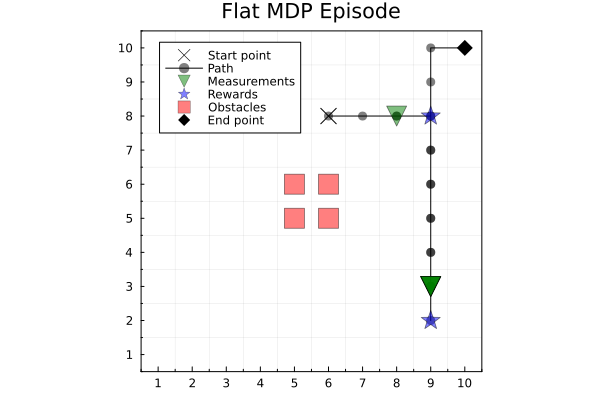 Flat MDP Episode
10
9
8
7
6
5
4
3
2
1
Start point
Path
Measurements
Rewards
Obstacles
End point
1 2 3 4 5 6 7 8 9 10